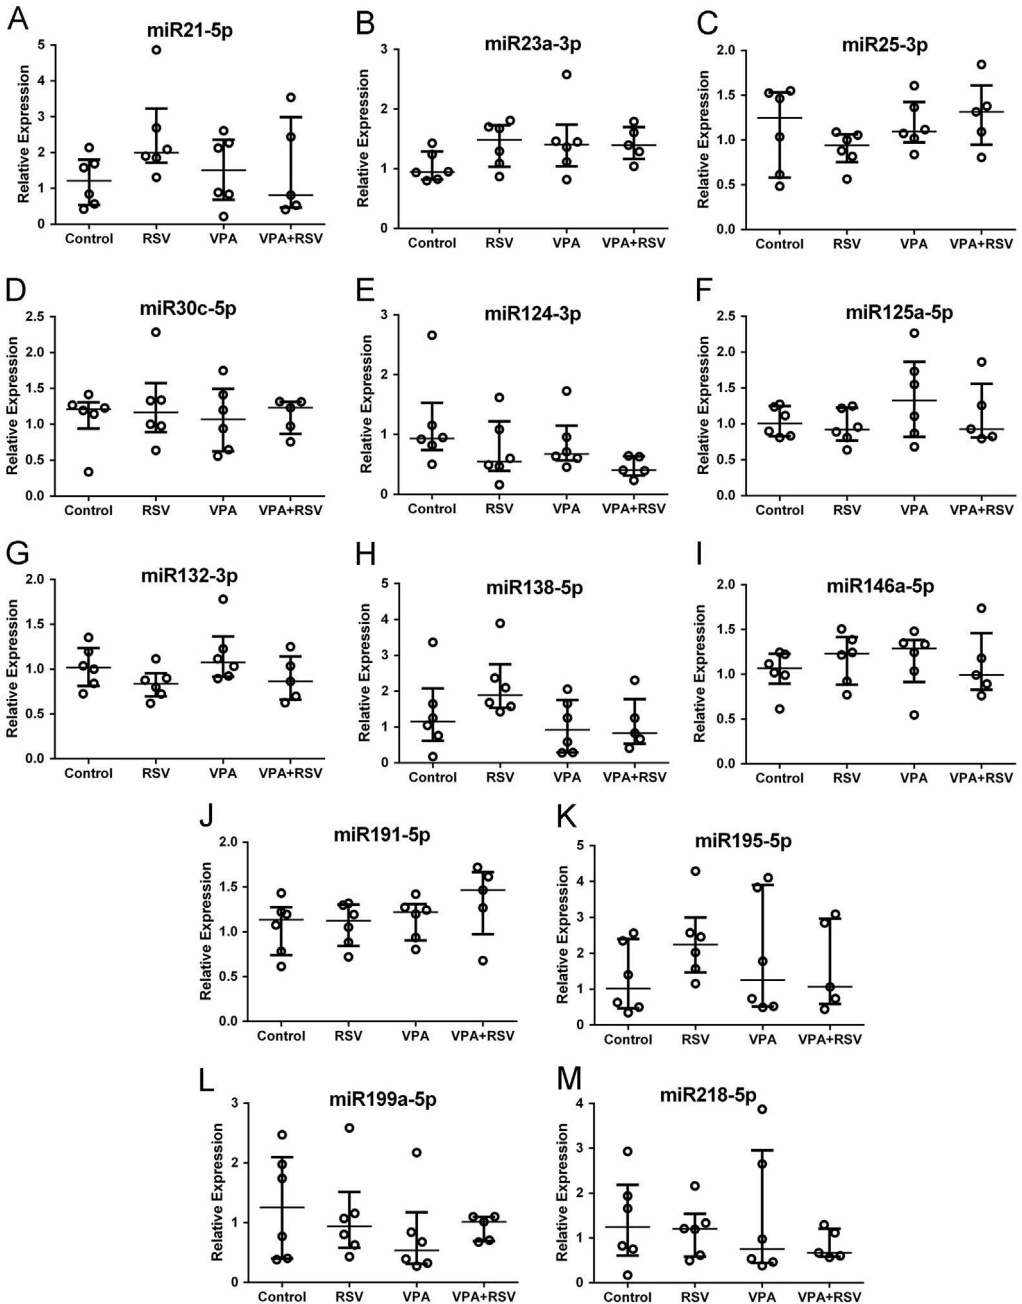 A
miR21-5p
Relative Expression
5
4
3
2
1
0
Control RSV VPA VPA+RSV
B
miR23a-3p
Relative Expression
3
2
1
0
Control RSV VPA VPA+RSV
C
miR25-3p
Relative Expression
2.0
1.5
1.0
0.5
0.0
Control RSV VPA VPA+RSV
D
miR30c-5p
Relative Expression
2.5
2.0
1.5
1.0
0.5
0.0
Control RSV VPA VPA+RSV
E
miR124-3p
Relative Expression
3
2
1
0
Control RSV VPA VPA+RSV
F
miR125a-5p
Relative Expression
2.5
2.0
1.5
1.0
0.5
0.0
Control RSV VPA VPA+RSV
G
miR132-3p
Relative Expression
2.0
1.5
1.0
0.5
0.0
Control RSV VPA VPA+RSV
H
miR138-5p
Relative Expression
5
4
3
2
1
0
Control RSV VPA VPA+RSV
I
miR146a-5p
Relative Expression
2.0
1.5
1.0
0.5
0.0
Control RSV VPA VPA+RSV
J
miR191-5p
Relative Expression
2.0
1.5
1.0
0.5
0.0
Control RSV VPA VPA+RSV
K
miR195-5p
Relative Expression
5
4
3
2
1
0
Control RSV VPA VPA+RSV
L
miR199a-5p
Relative Expression
3
2
1
0
Control RSV VPA VPA+RSV
M
miR218-5p
Relative Expression
4
3
2
1
0
Control RSV VPA VPA+RSV